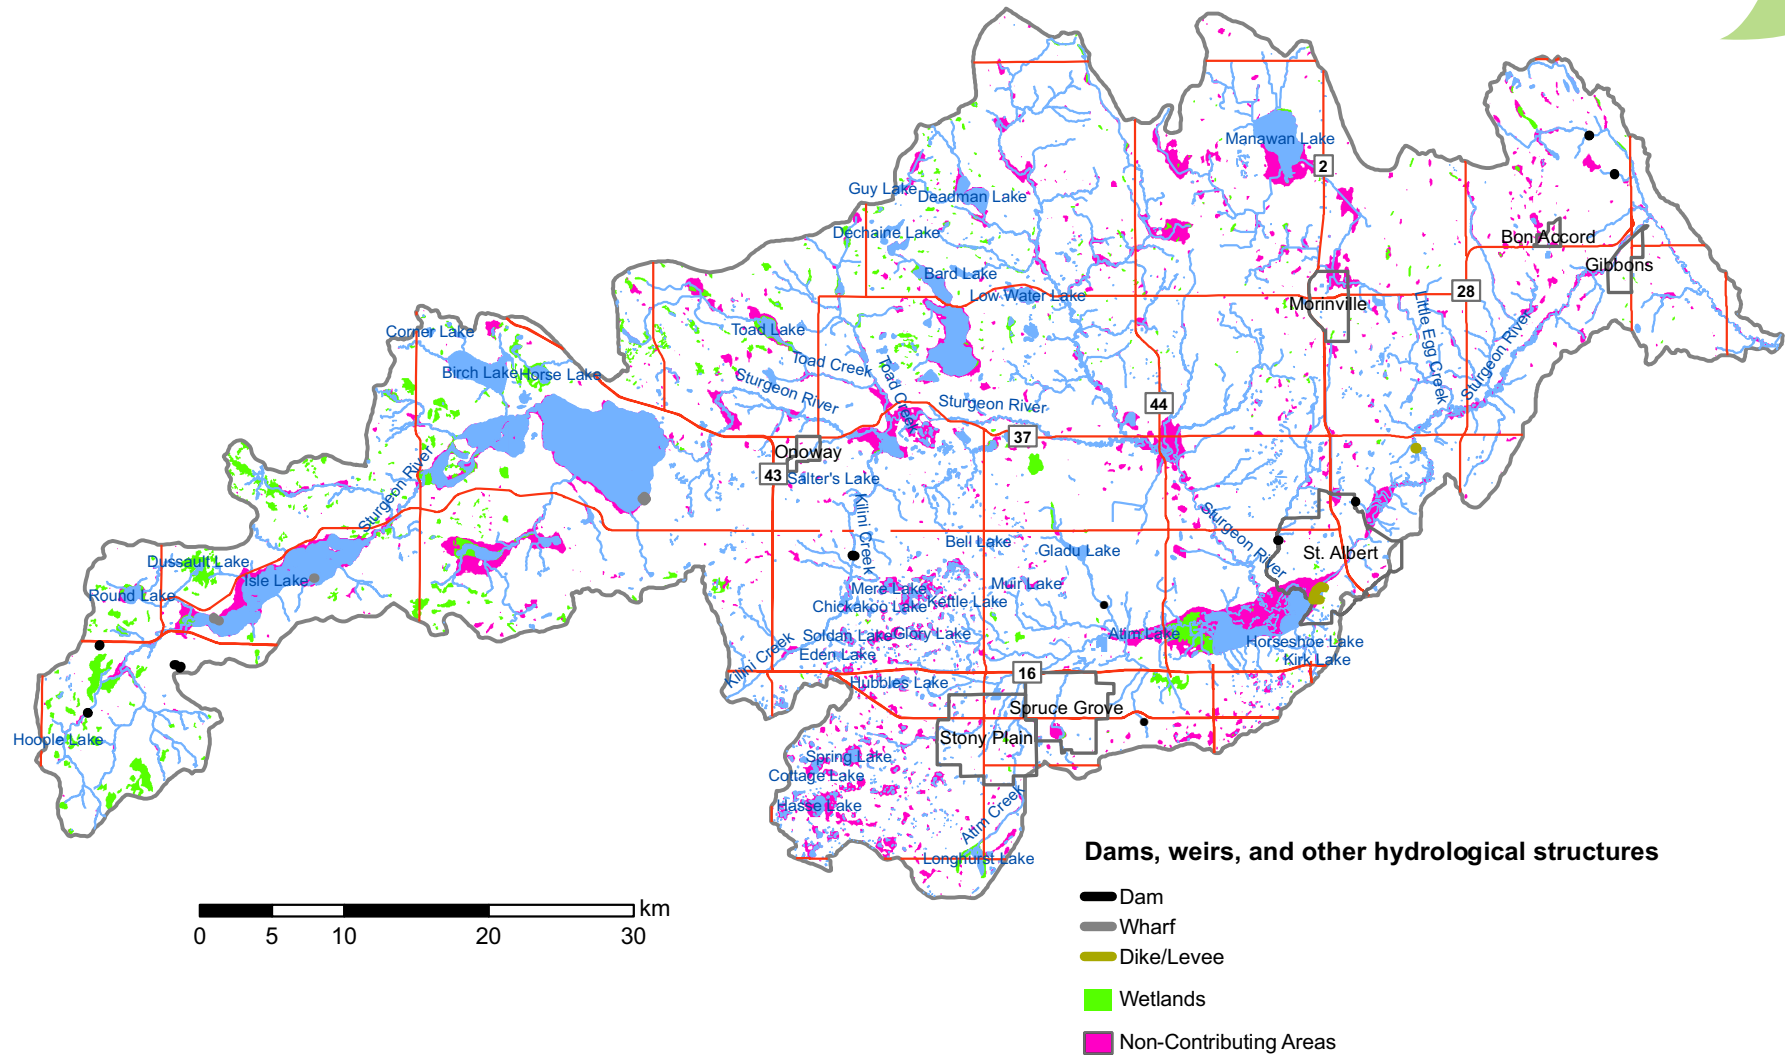 Manawan Lake
2
Guy Lake
Deadman Lake
Dechaine Lake
Bon Accord
Gibbons
Bard Lake
Low Water Lake
28
Morinville
Little Egg Creek
Sturgeon River
Corner Lake
Toad Lake
Toad Creek
Toad Creek
Birch Lake
Horse Lake
Sturgeon River
Sturgeon River
44
37
Onoway
43
Salter's Lake
Sturgeon River
Kilini Creek
Sturgeon River
Bell Lake
Gladu Lake
St. Albert
Dussault Lake
Isle Lake
Round Lake
Mere Lake
Muir Lake
Chickakoo Lake
Kettle Lake
Soldan Lake
Glory Lake
Atim Lake
Horseshoe Lake
Eden Lake
Kirk Lake
Kilini Creek
16
Hubbles Lake
Spruce Grove
Stony Plain
Hoople Lake
Spring Lake
Cottage Lake
Hasse Lake
Atim Creek
Longhurst Lake
Dams, weirs, and other hydrological structures
Dam
Wharf
Dike/Levee
Wetlands
Non-Contributing Areas
km
0 5 10 20 30